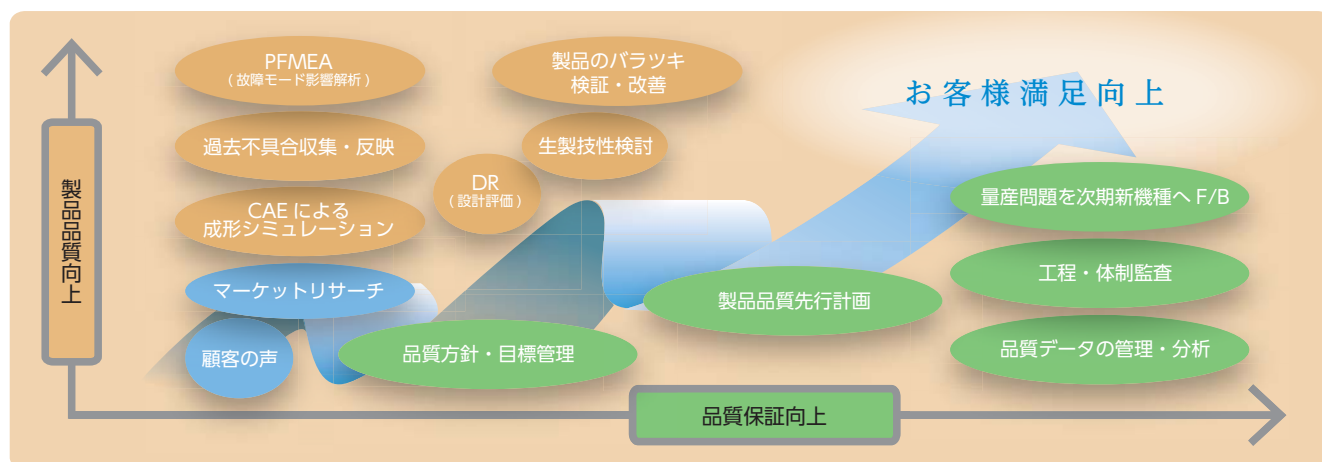 PFMEA
(故障モード影響解析)
製品のバラツキ
検証・改善
お客様満足向上
過去不具合収集・反映
生製技性検討
DR
(設計評価)
CAE による
成形シミュレーション
量産問題を次期新機種へ F/B
製品品質向上
マーケットリサーチ
工程・体制監査
製品品質先行計画
顧客の声
品質方針・目標管理
品質データの管理・分析
品質保証向上